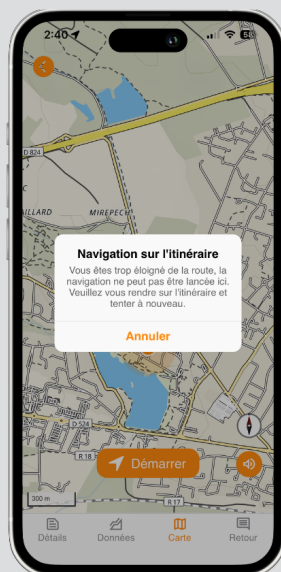 2:40
58
D 824
C
AILLARD
MIREPECH
Navigation sur l'itinéraire
Vous êtes trop éloigné de la route, la
navigation ne peut pas être lancée ici.
Veuillez vous rendre sur l'itinéraire et
tenter à nouveau.
Annuler
D 524
R 18
Démarrer
300 m
R 17
Détails
Données
Carte
Retour